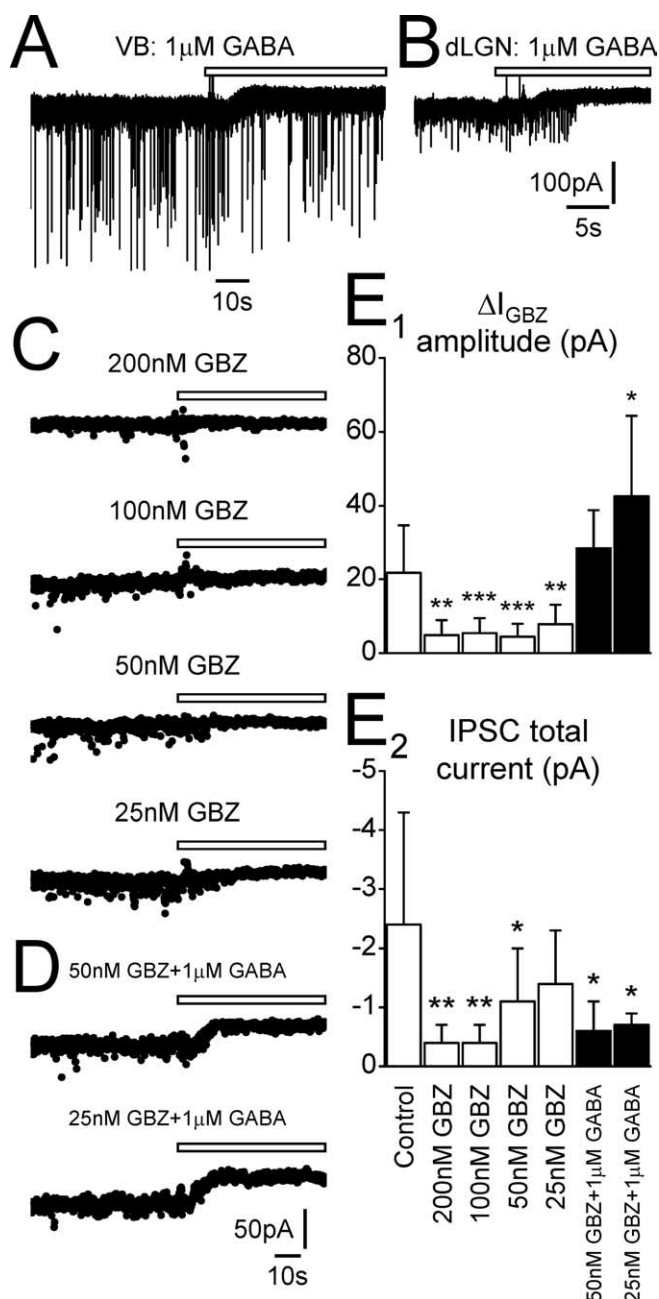 A
VB: 1μM GABA
10s
B
dLGN: 1μM GABA
100pA
5s
C
200nM GBZ
100nM GBZ
50nM GBZ
25nM GBZ
D
50nM GBZ+1μM GABA
25nM GBZ+1μM GABA
50pA
10s
E1
ΔIGBZ
amplitude (pA)
80
60
40
20
0
**
***
***
**
*
E2
IPSC total
current (pA)
-5
-4
-3
-2
-1
0
**
**
*
*
*
Control
200nM GBZ
100nM GBZ
50nM GBZ
25nM GBZ
50nM GBZ+1μM GABA
25nM GBZ+1μM GABA